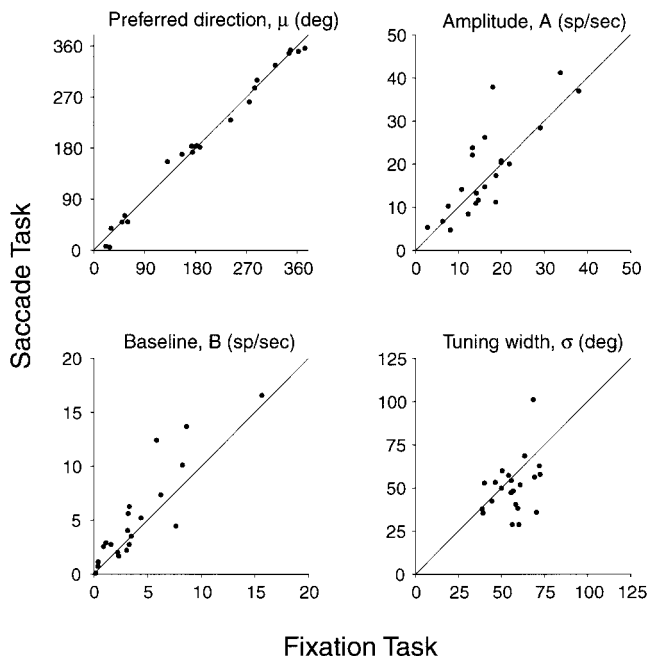 Preferred direction, μ (deg)
360
270
180
90
0
0 90 180 270 360
Amplitude, A (sp/sec)
50
40
30
20
10
0
0 10 20 30 40 50
Saccade Task
Baseline, B (sp/sec)
20
15
10
5
0
0 5 10 15 20
Tuning width, σ (deg)
125
100
75
50
25
0
0 25 50 75 100 125
Fixation Task